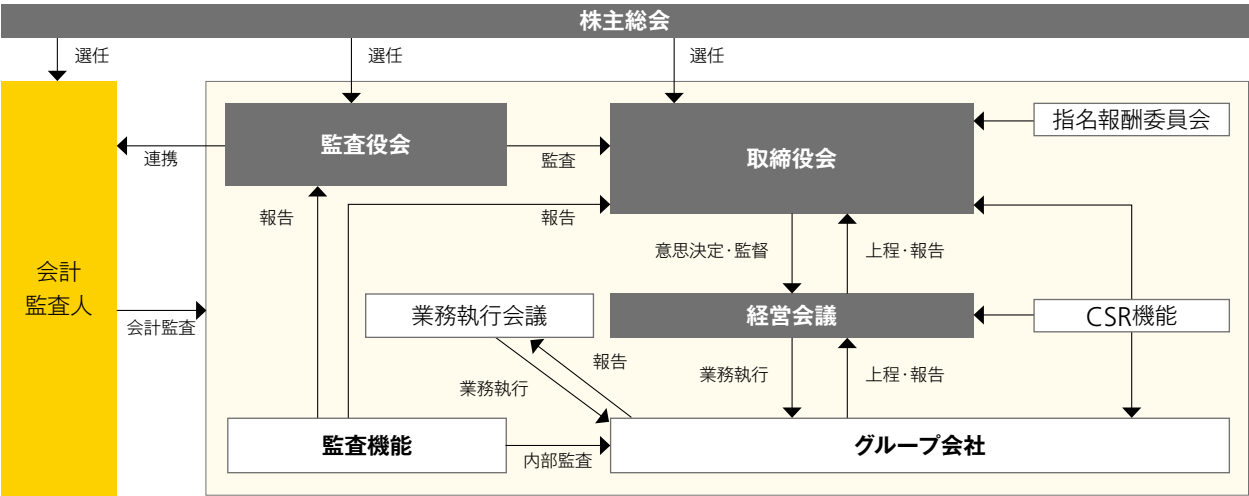 株主総会
選任
選任
選任
監査役会
取締役会
指名報酬委員会
連携
監査
報告
報告
会計
監査人
意思決定・監督
上程・報告
会計監査
業務執行会議
経営会議
CSR機能
報告
業務執行
業務執行
上程・報告
監査機能
内部監査
グループ会社